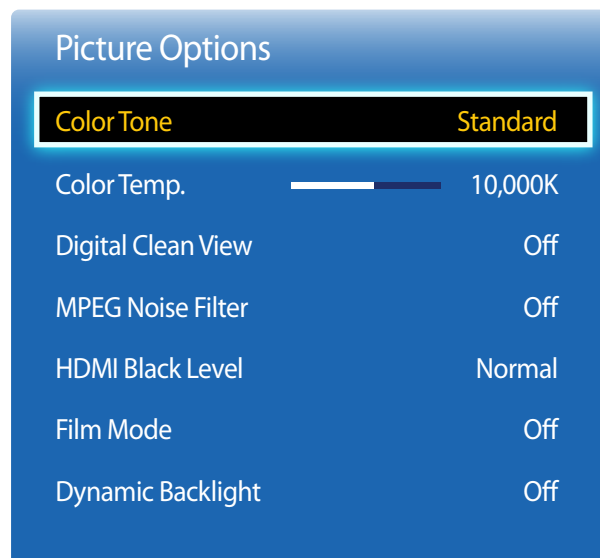 Picture Options
Color Tone Standard
Color Temp. 10,000K
Digital Clean View Off
MPEG Noise Filter Off
HDMI Black Level Normal
Film Mode Off
Dynamic Backlight Off